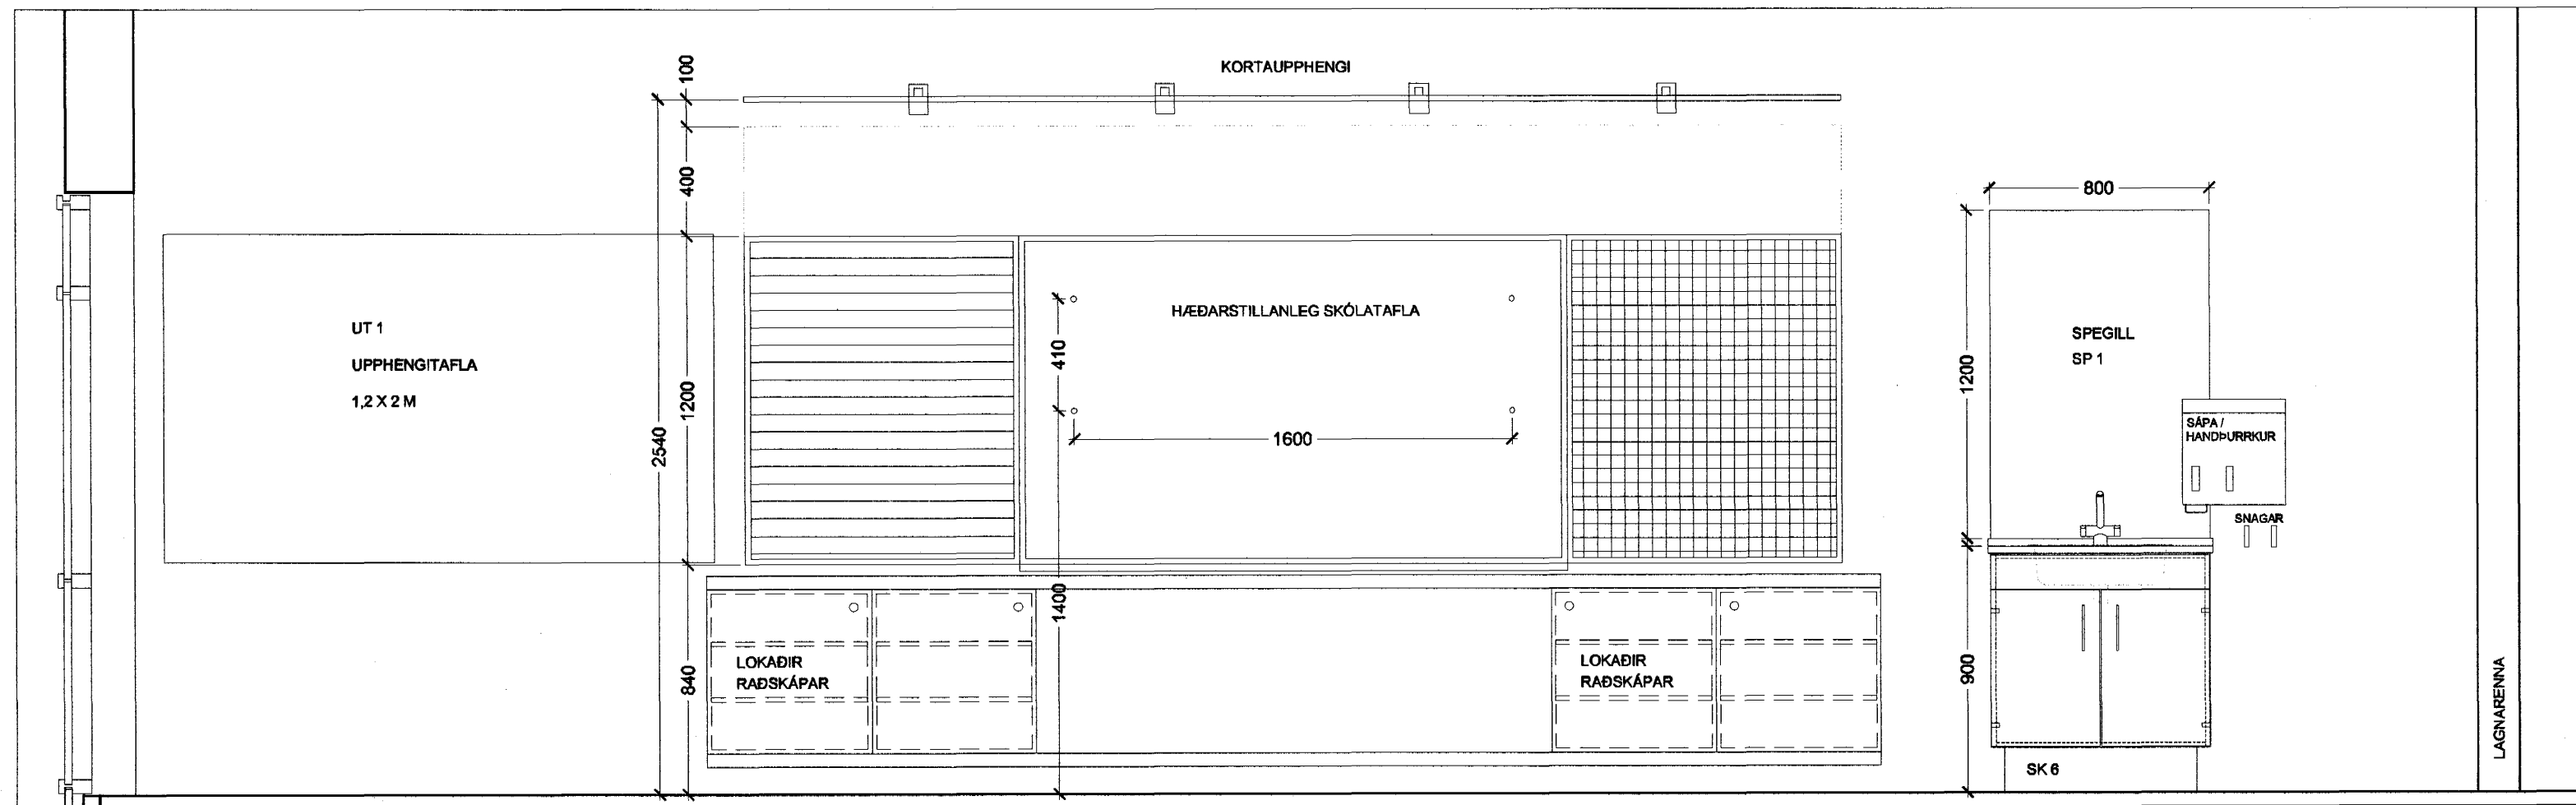 KORTAUPPHENGI
100
400
1200
2540
840
UT 1
UPPHENGITAFLA
1,2 X 2 M
HÆÐARSTILLANLEG SKÓLATAFLA
410
1600
1400
LOKAÐIR
RAÐSKÁPAR
LOKAÐIR
RAÐSKÁPAR
800
1200
900
SPEGILL
SP 1
SÁPA /
HANDÞURRKUR
SNAGAR
SK 6
LAGNARENNA